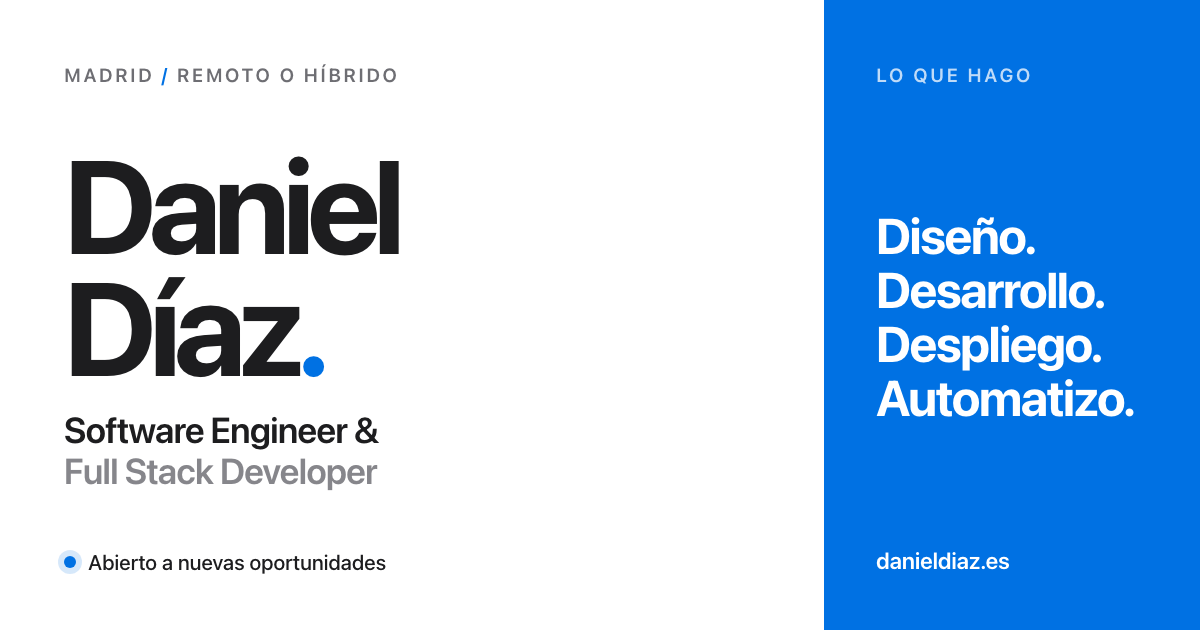 MADRID / REMOTO O HÍBRIDO
Daniel
Díaz.
Software Engineer &
Full Stack Developer
Abierto a nuevas oportunidades
LO QUE HAGO
Diseño.
Desarrollo.
Despliego.
Automatizo.
danieldiaz.es